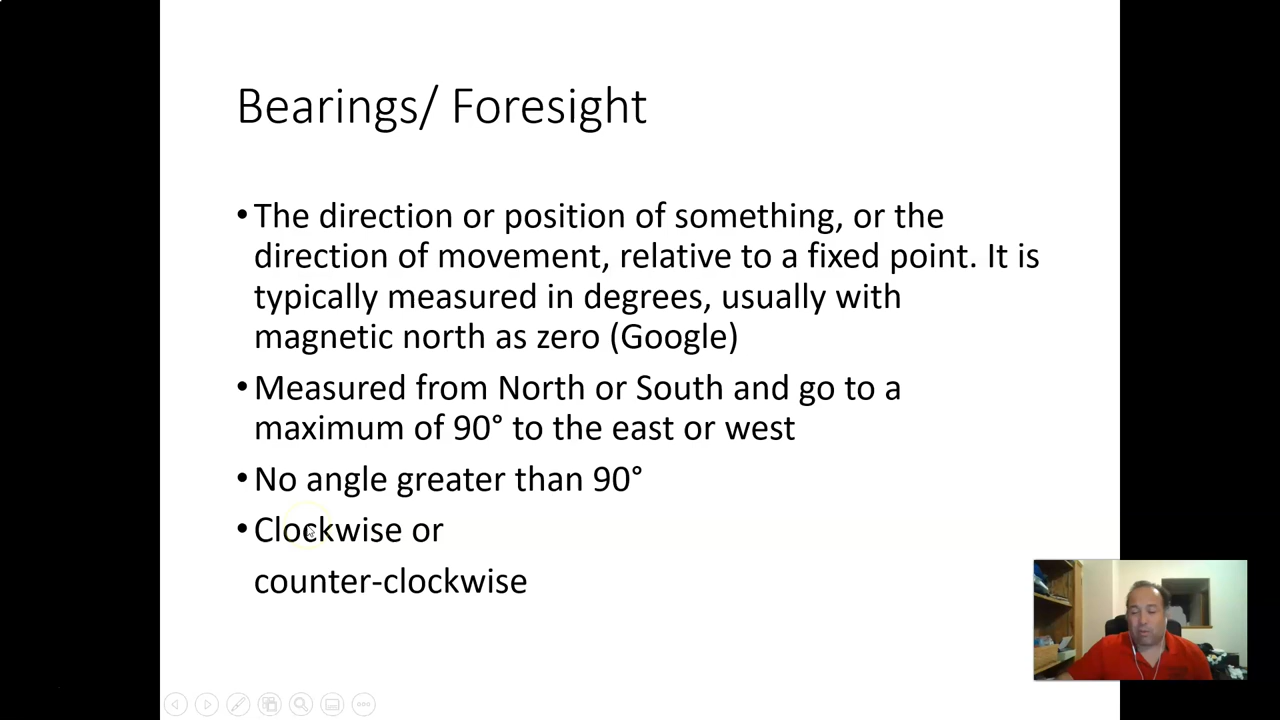 Bearings/ Foresight
• The direction or position of something, or the
direction of movement, relative to a fixed point. It is
typically measured in degrees, usually with
magnetic north as zero (Google)
• Measured from North or South and go to a
maximum of 90° to the east or west
• No angle greater than 90°
• Clockwise or
counter-clockwise